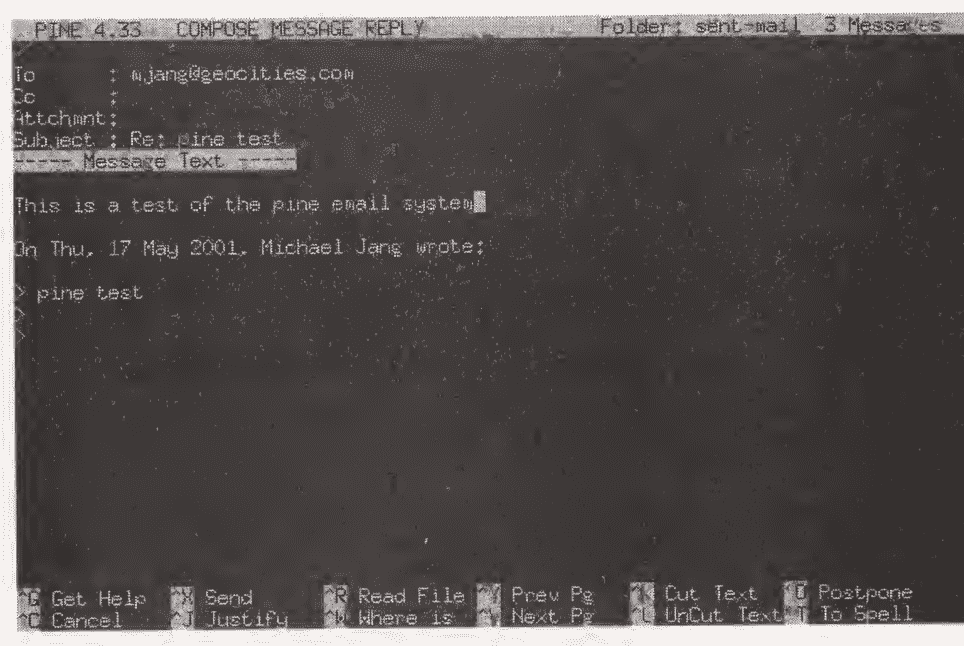 PINE 4.33 COMPOSE MESSAGE REPLY Folder: sent-mail 3 Messages
To : mjang@geocities.com
Cc :
Attchmnt:
Subject : Re: pine test
----- Message Text -----
This is a test of the pine email system
On Thu, 17 May 2001, Michael Jang wrote:
> pine test
>
>
^G Get Help ^X Send ^R Read File ^Y Prev Pg ^K Cut Text ^O Postpone
^C Cancel ^J Justify ^W Where is ^V Next Pg ^L UnCut Text ^T To Spell